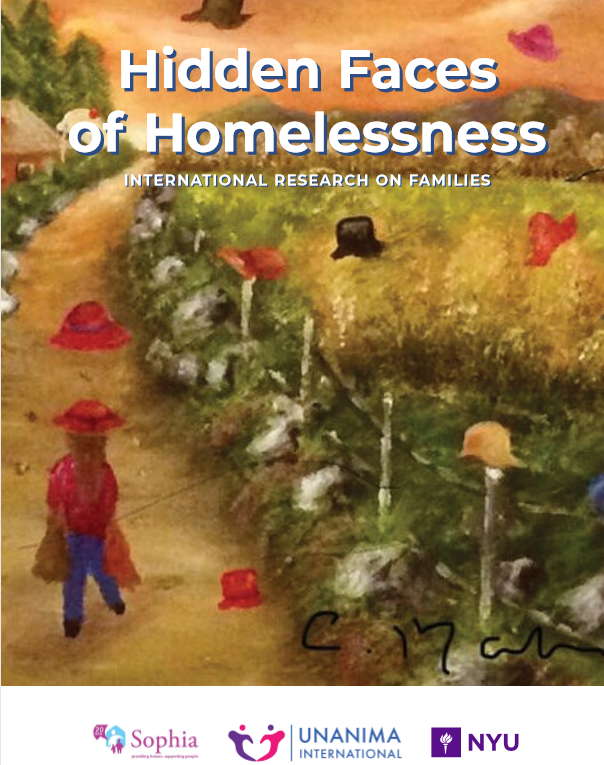 Hidden Faces
of Homelessness
INTERNATIONAL RESEARCH ON FAMILIES
Sophia
providing homes. supporting people.
UNANIMA
INTERNATIONAL
NYU